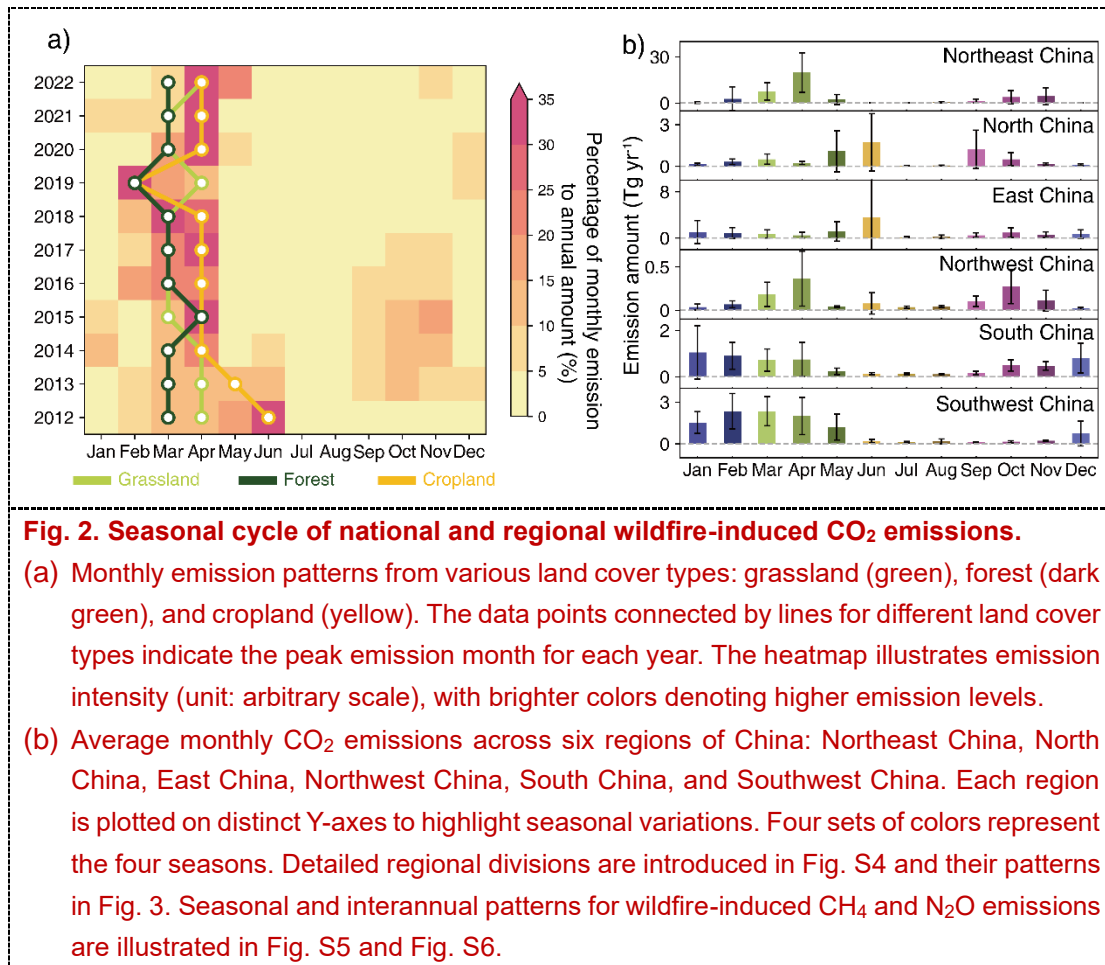 a)
2022
2021
2020
2019
2018
2017
2016
2015
2014
2013
2012
Jan Feb Mar Apr May Jun Jul Aug Sep Oct Nov Dec
Grassland Forest Cropland
35
30
25
20
15
10
5
0
Percentage of monthly emission
to annual amount (%)
b)
Northeast China
30
0
North China
3
0
East China
8
0
Northwest China
0.5
0
South China
2
0
Southwest China
3
0
Emission amount (Tg yr⁻¹)
Jan Feb Mar Apr May Jun Jul Aug Sep Oct Nov Dec
Fig. 2. Seasonal cycle of national and regional wildfire-induced CO₂ emissions.
(a) Monthly emission patterns from various land cover types: grassland (green), forest (dark
green), and cropland (yellow). The data points connected by lines for different land cover
types indicate the peak emission month for each year. The heatmap illustrates emission
intensity (unit: arbitrary scale), with brighter colors denoting higher emission levels.
(b) Average monthly CO₂ emissions across six regions of China: Northeast China, North
China, East China, Northwest China, South China, and Southwest China. Each region
is plotted on distinct Y-axes to highlight seasonal variations. Four sets of colors represent
the four seasons. Detailed regional divisions are introduced in Fig. S4 and their patterns
in Fig. 3. Seasonal and interannual patterns for wildfire-induced CH₄ and N₂O emissions
are illustrated in Fig. S5 and Fig. S6.